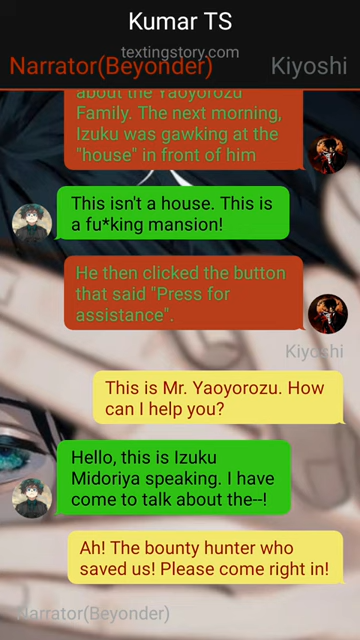 Kumar TS
textingstory.com
Narrator(Beyonder)
Kiyoshi
about the Yaoyorozu
Family. The next morning,
Izuku was gawking at the
"house" in front of him
This isn't a house. This is
a fu*king mansion!
He then clicked the button
that said "Press for
assistance".
Kiyoshi
This is Mr. Yaoyorozu. How
can I help you?
Hello, this is Izuku
Midoriya speaking. I have
come to talk about the--!
Ah! The bounty hunter who
saved us! Please come right in!
Narrator(Beyonder)